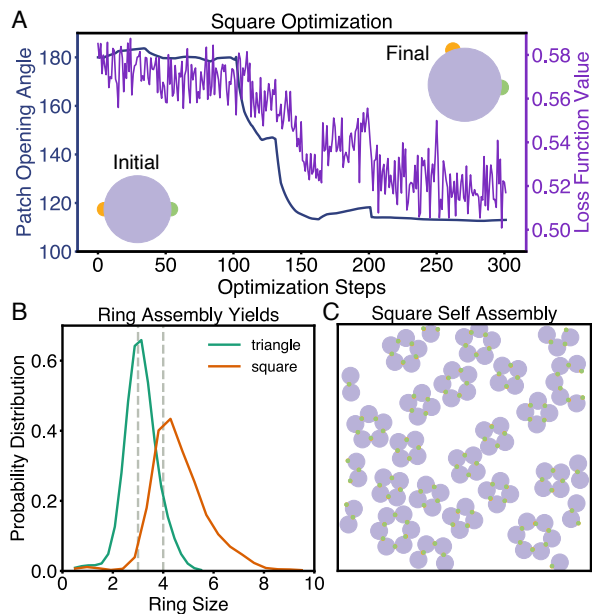 A
Square Optimization
180
160
140
120
100
Patch Opening Angle
Initial
Final
0.58
0.56
0.54
0.52
0.50
Loss Function Value
0 50 100 150 200 250 300
Optimization Steps
B
Ring Assembly Yields
0.6
0.4
0.2
0.0
Probability Distribution
triangle
square
0 2 4 6 8 10
Ring Size
C
Square Self Assembly